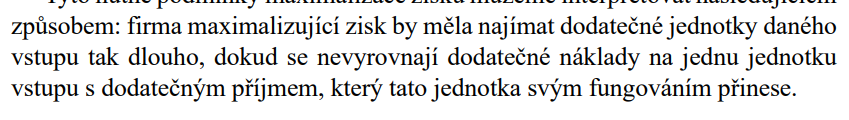 Tyto nutné podmínky maximalizace zisku můžeme interpretovat následujícím
způsobem: firma maximalizující zisk by měla najímat dodatečné jednotky daného
vstupu tak dlouho, dokud se nevyrovnají dodatečné náklady na jednu jednotku
vstupu s dodatečným příjmem, který tato jednotka svým fungováním přinese.